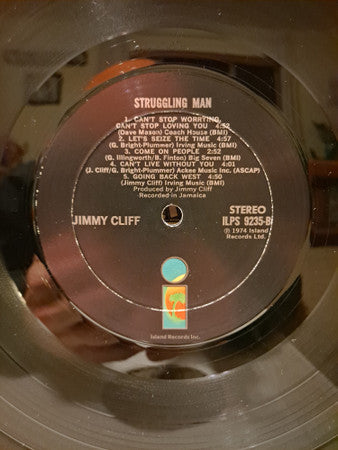 STRUGGLING MAN
1. CAN'T STOP WORRYING,
CAN'T STOP LOVING YOU 2:52
(Dave Mason) Coach House (BMI)
2. LET'S SEIZE THE TIME 4:57
(G. Bright-Plummer) Irving Music (BMI)
3. COME ON PEOPLE 2:52
(B. Illingworth/B. Finton) Big Seven (BMI)
4. CAN'T LIVE WITHOUT YOU 4:01
(J. Cliff/G. Bright-Plummer) Ackee Music Inc. (ASCAP)
5. GOING BACK WEST 4:50
(Jimmy Cliff) Irving Music (BMI)
Produced by Jimmy Cliff
Recorded in Jamaica
JIMMY CLIFF
STEREO
ILPS 9235-B
℗ 1974 Island
Records Ltd.
Island Records Inc.